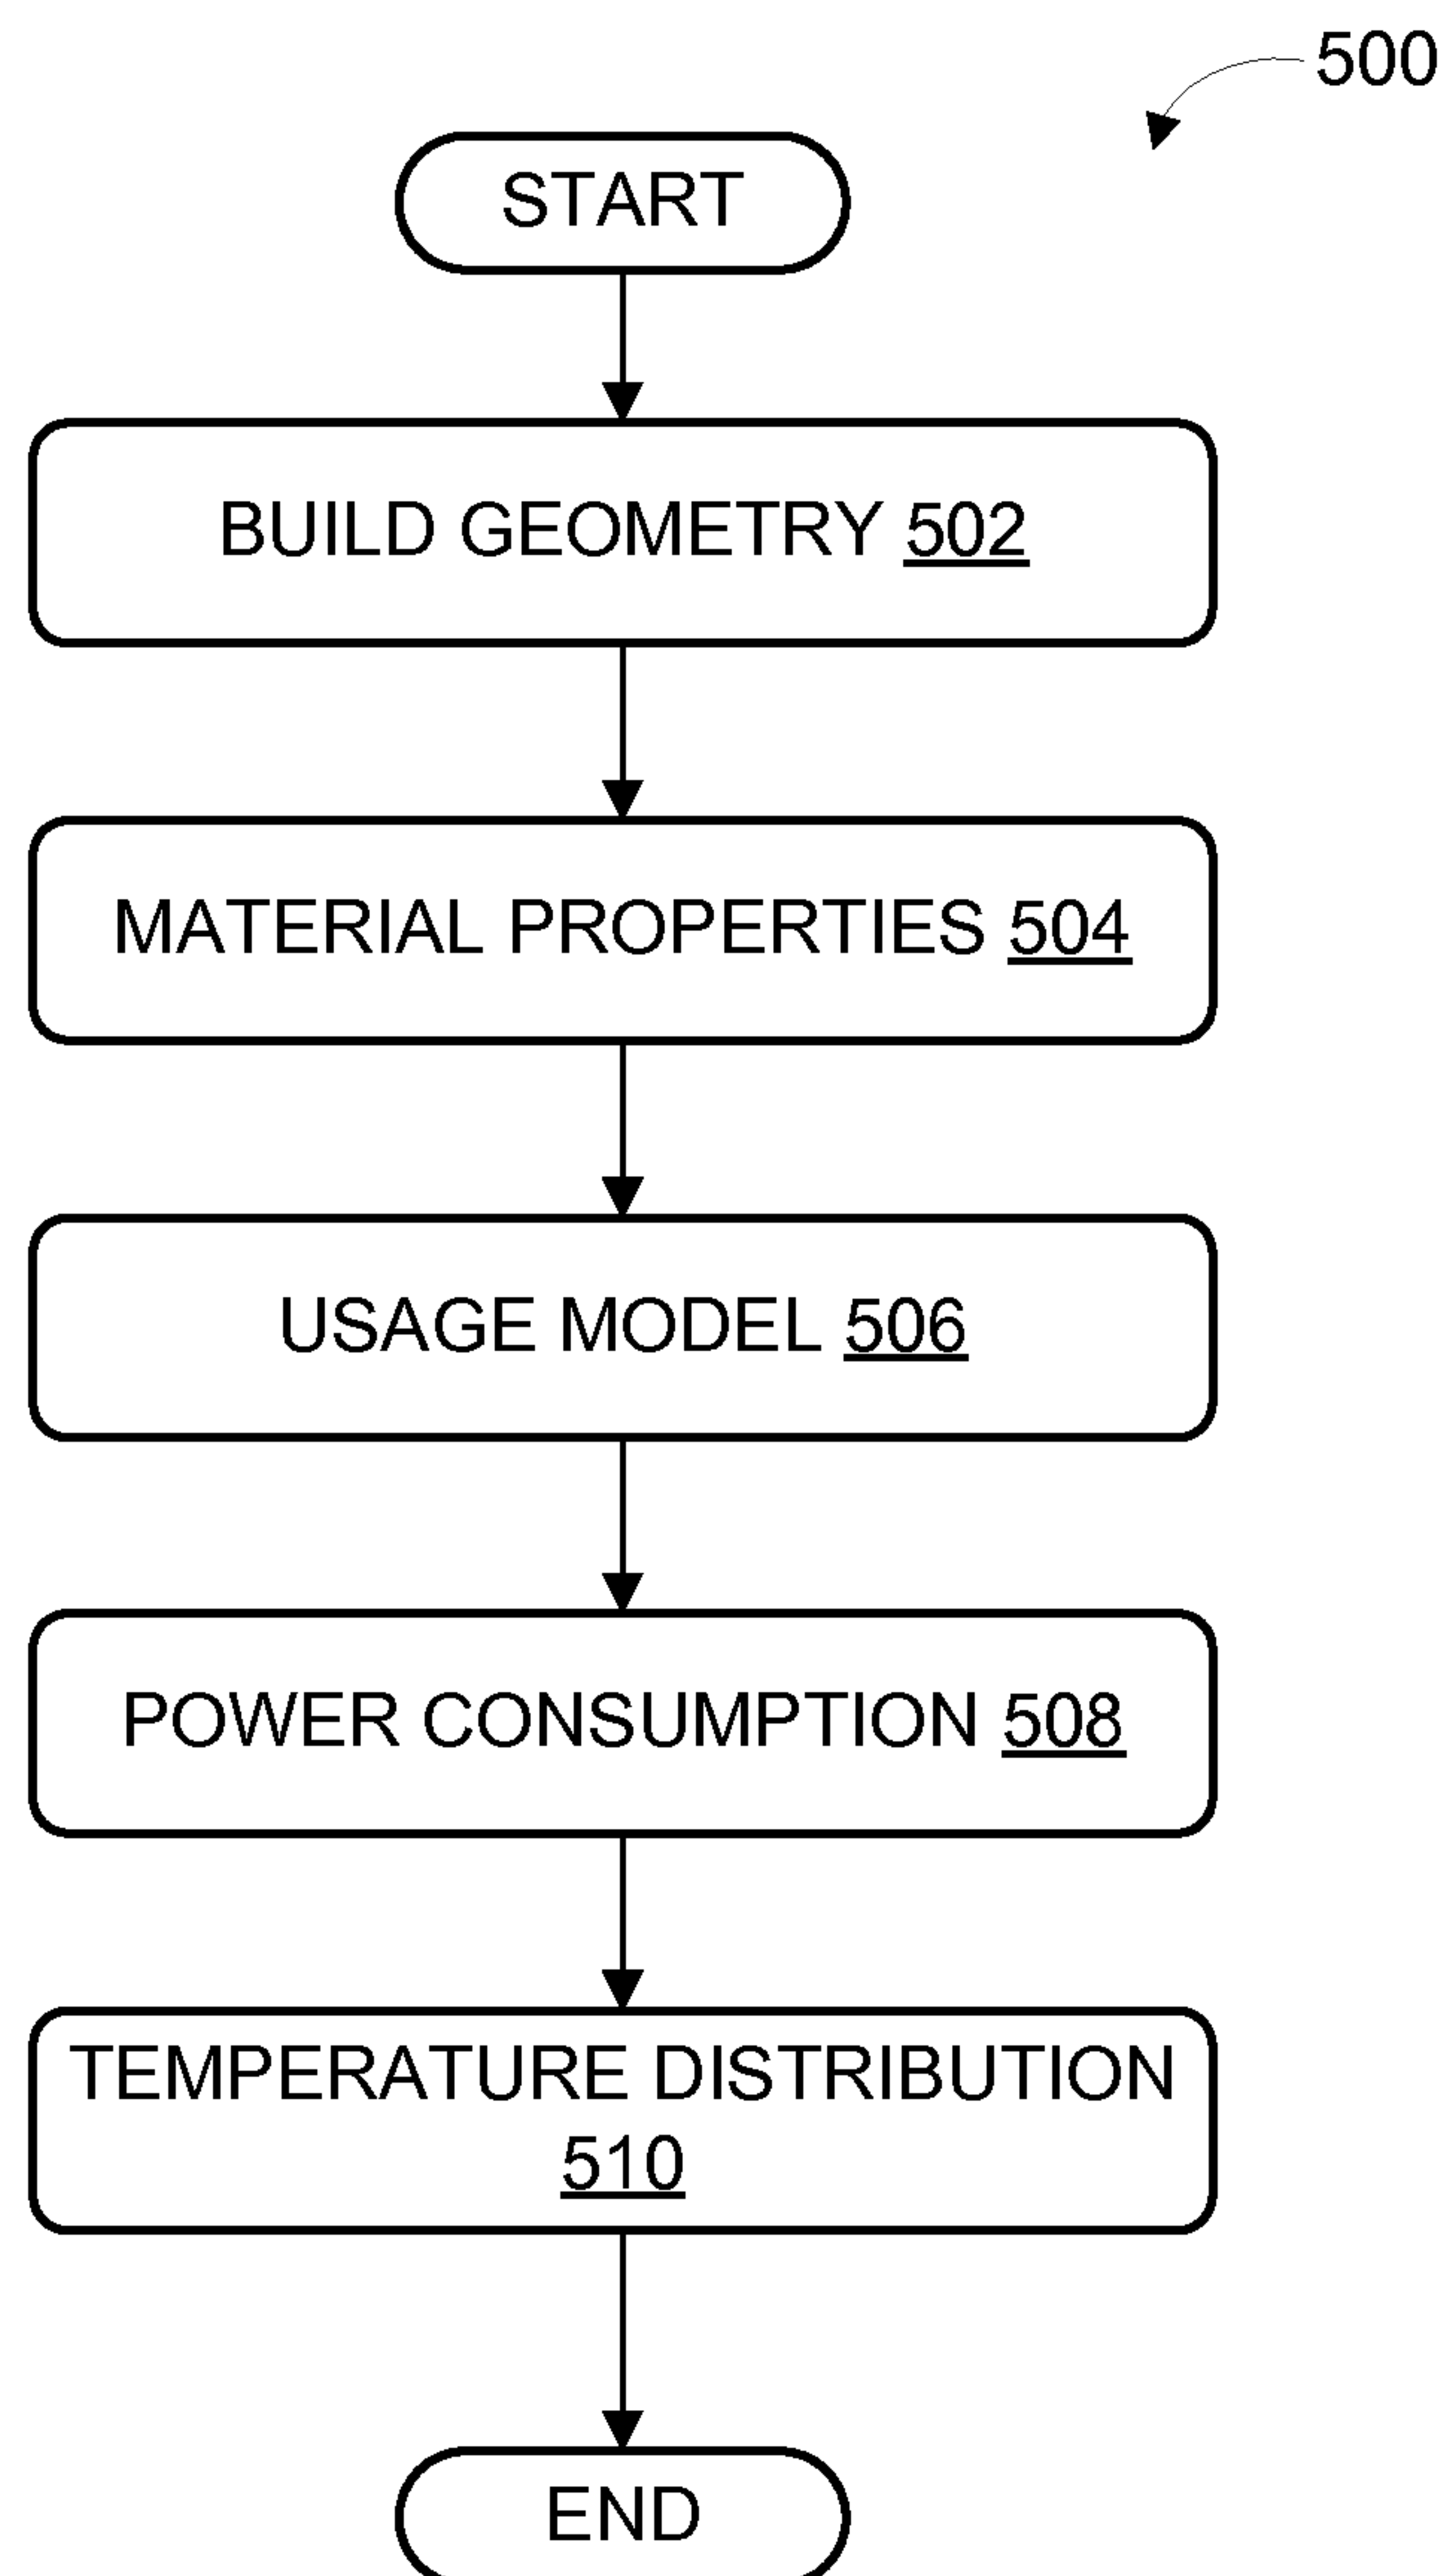 500
START
BUILD GEOMETRY 502
MATERIAL PROPERTIES 504
USAGE MODEL 506
POWER CONSUMPTION 508
TEMPERATURE DISTRIBUTION
510
END